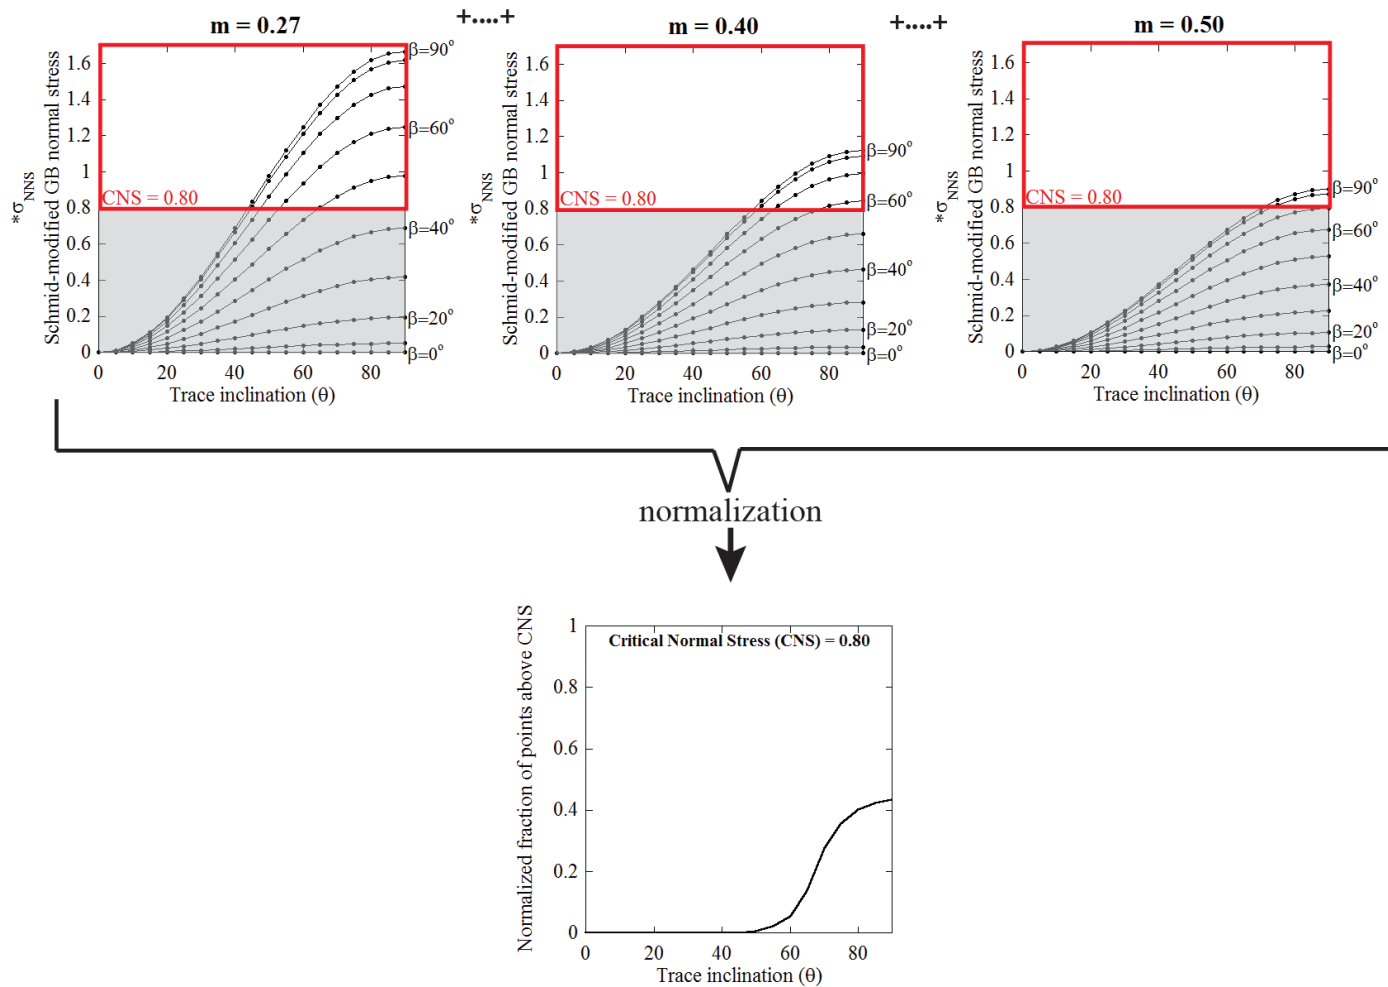 m = 0.27
+....+
m = 0.40
+....+
m = 0.50
*σNNS
Schmid-modified GB normal stress
1.6
1.4
1.2
1
0.8
0.6
0.4
0.2
0
CNS = 0.80
β=90°
β=60°
β=40°
β=20°
β=0°
0 20 40 60 80
Trace inclination (θ)
*σNNS
Schmid-modified GB normal stress
1.6
1.4
1.2
1
0.8
0.6
0.4
0.2
0
CNS = 0.80
β=90°
β=60°
β=40°
β=20°
β=0°
0 20 40 60 80
Trace inclination (θ)
*σNNS
Schmid-modified GB normal stress
1.6
1.4
1.2
1
0.8
0.6
0.4
0.2
0
CNS = 0.80
β=90°
β=60°
β=40°
β=20°
β=0°
0 20 40 60 80
Trace inclination (θ)
normalization
Normalized fraction of points above CNS
Critical Normal Stress (CNS) = 0.80
1
0.8
0.6
0.4
0.2
0
0 20 40 60 80
Trace inclination (θ)